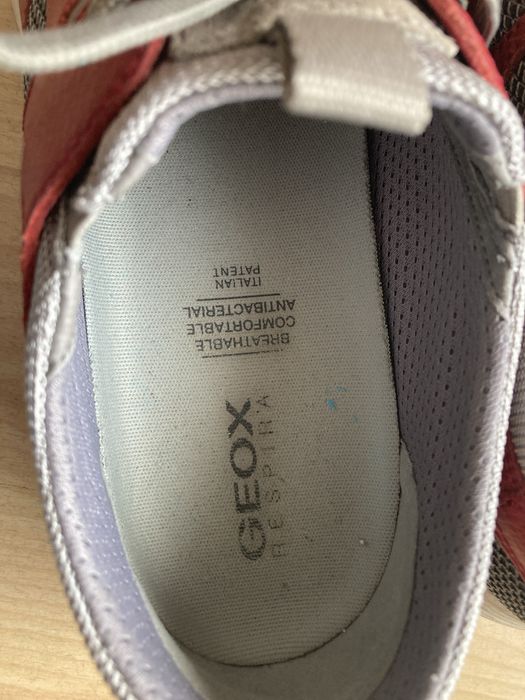 GEOX
RESPIRA
BREATHABLE
COMFORTABLE
ANTIBACTERIAL
ITALIAN
PATENT